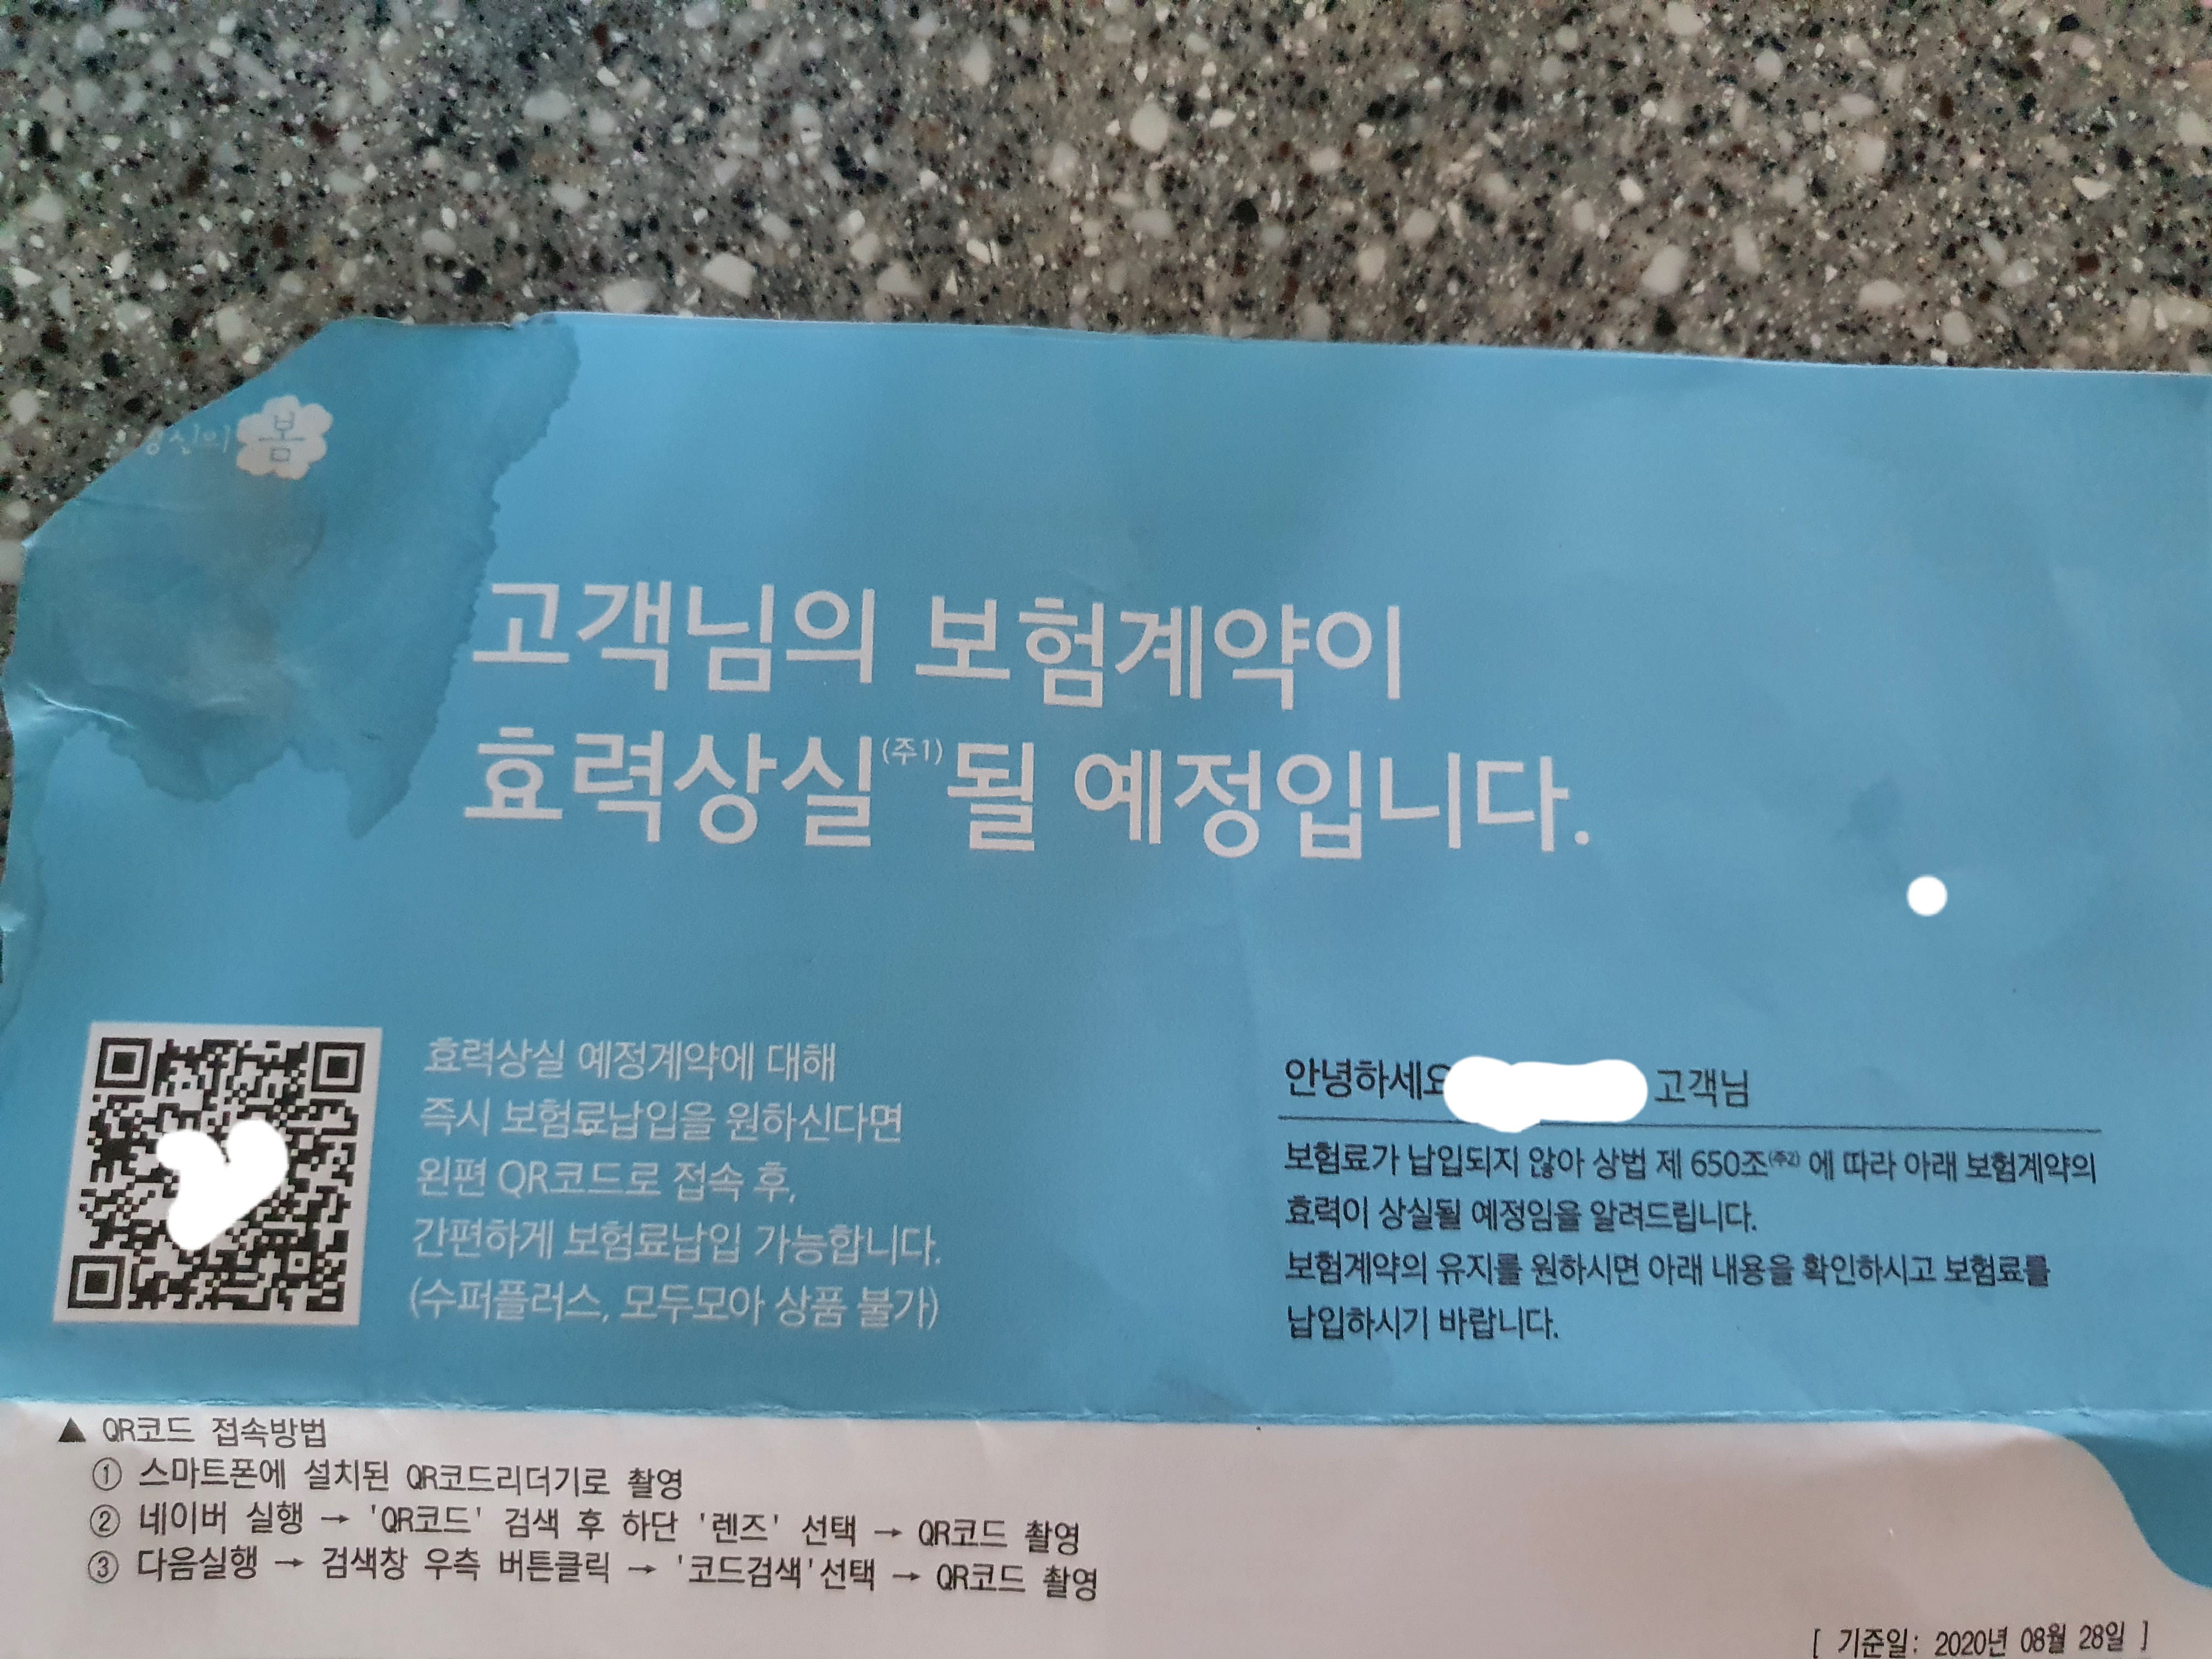 당신의 봄
고객님의 보험계약이
효력상실(주1)될 예정입니다.
효력상실 예정계약에 대해
즉시 보험료납입을 원하신다면
왼편 QR코드로 접속 후,
간편하게 보험료납입 가능합니다.
(수퍼플러스, 모두모아 상품 불가)
안녕하세요 고객님
보험료가 납입되지 않아 상법 제 650조(주2) 에 따라 아래 보험계약의
효력이 상실될 예정임을 알려드립니다.
보험계약의 유지를 원하시면 아래 내용을 확인하시고 보험료를
납입하시기 바랍니다.
▲ QR코드 접속방법
① 스마트폰에 설치된 QR코드리더기로 촬영
② 네이버 실행 → 'QR코드' 검색 후 하단 '렌즈' 선택 → QR코드 촬영
③ 다음실행 → 검색창 우측 버튼클릭 → '코드검색'선택 → QR코드 촬영
[ 기준일: 2020년 08월 28일 ]